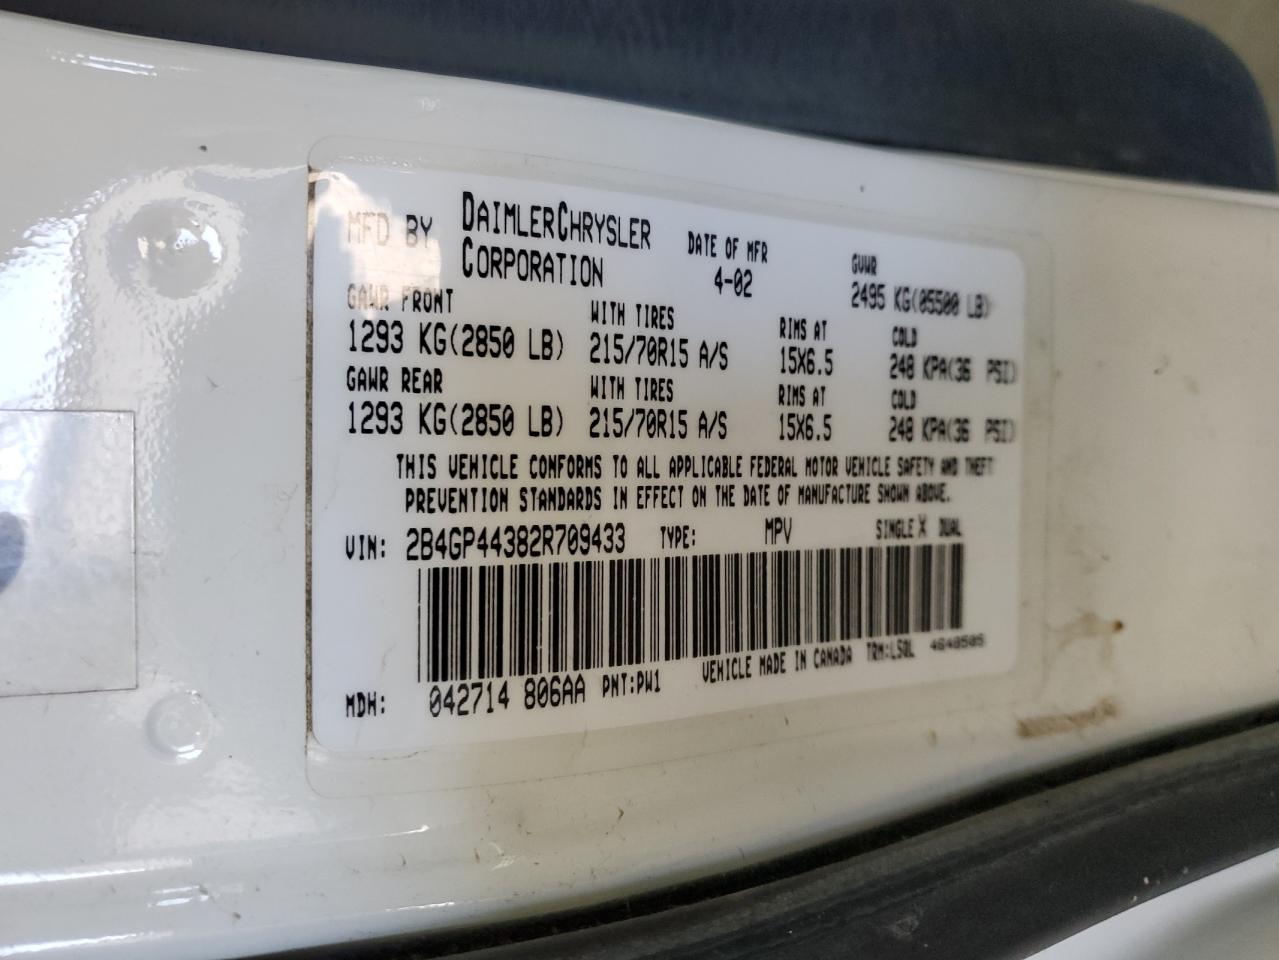 MFD BY DAIMLERCHRYSLER CORPORATION DATE OF MFR 4-02 GVWR 2495 KG(05500 LB)
GAWR FRONT WITH TIRES RIMS AT COLD
1293 KG(2850 LB) 215/70R15 A/S 15X6.5 248 KPA(36 PSI)
GAWR REAR WITH TIRES RIMS AT COLD
1293 KG(2850 LB) 215/70R15 A/S 15X6.5 248 KPA(36 PSI)
THIS VEHICLE CONFORMS TO ALL APPLICABLE FEDERAL MOTOR VEHICLE SAFETY AND THEFT
PREVENTION STANDARDS IN EFFECT ON THE DATE OF MANUFACTURE SHOWN ABOVE.
VIN: 2B4GP44382R709433 TYPE: MPV SINGLE X DUAL
MDH: 042714 806AA PNT:PW1 VEHICLE MADE IN CANADA TRM:L5QL 4648505